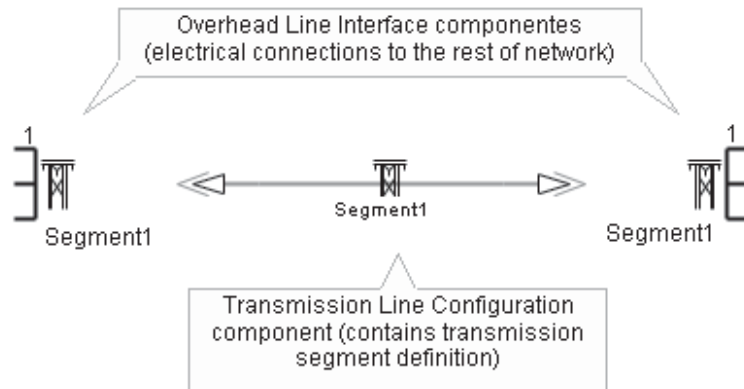 Overhead Line Interface componentes
(electrical connections to the rest of network)
1
1
Segment1
Segment1
Segment1
Transmission Line Configuration
component (contains transmission
segment definition)